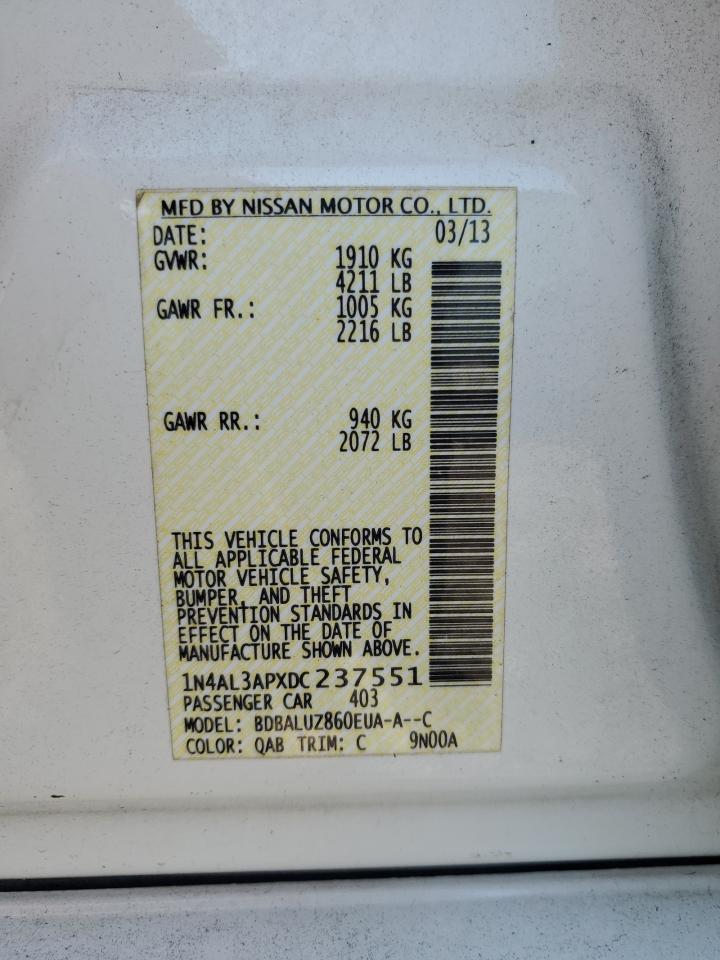 MFD BY NISSAN MOTOR CO., LTD.
DATE: 03/13
GVWR: 1910 KG
4211 LB
GAWR FR.: 1005 KG
2216 LB
GAWR RR.: 940 KG
2072 LB
THIS VEHICLE CONFORMS TO
ALL APPLICABLE FEDERAL
MOTOR VEHICLE SAFETY,
BUMPER, AND THEFT
PREVENTION STANDARDS IN
EFFECT ON THE DATE OF
MANUFACTURE SHOWN ABOVE.
1N4AL3APXDC237551
PASSENGER CAR 403
MODEL: BDBALUZ860EUA-A--C
COLOR: QAB TRIM: C 9N00A